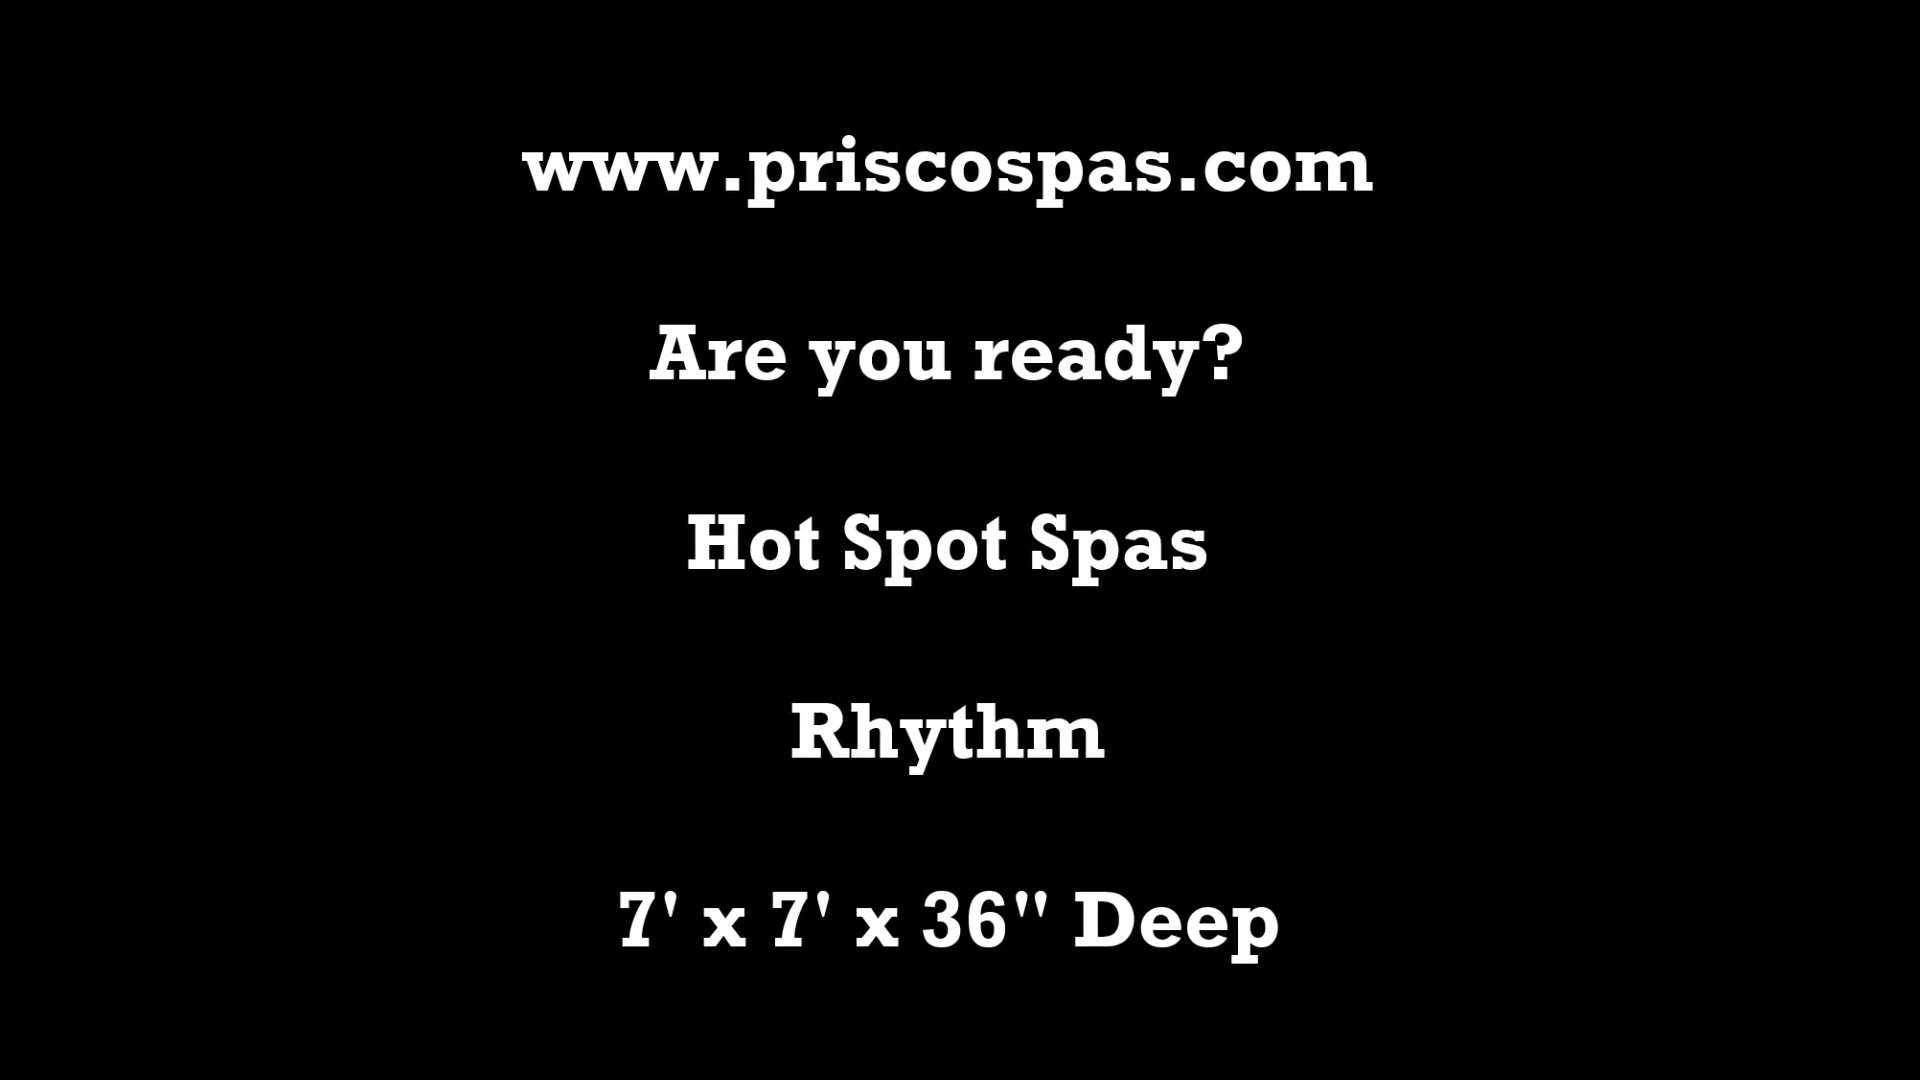 www.priscospas.com
Are you ready?
Hot Spot Spas
Rhythm
7' x 7' x 36" Deep